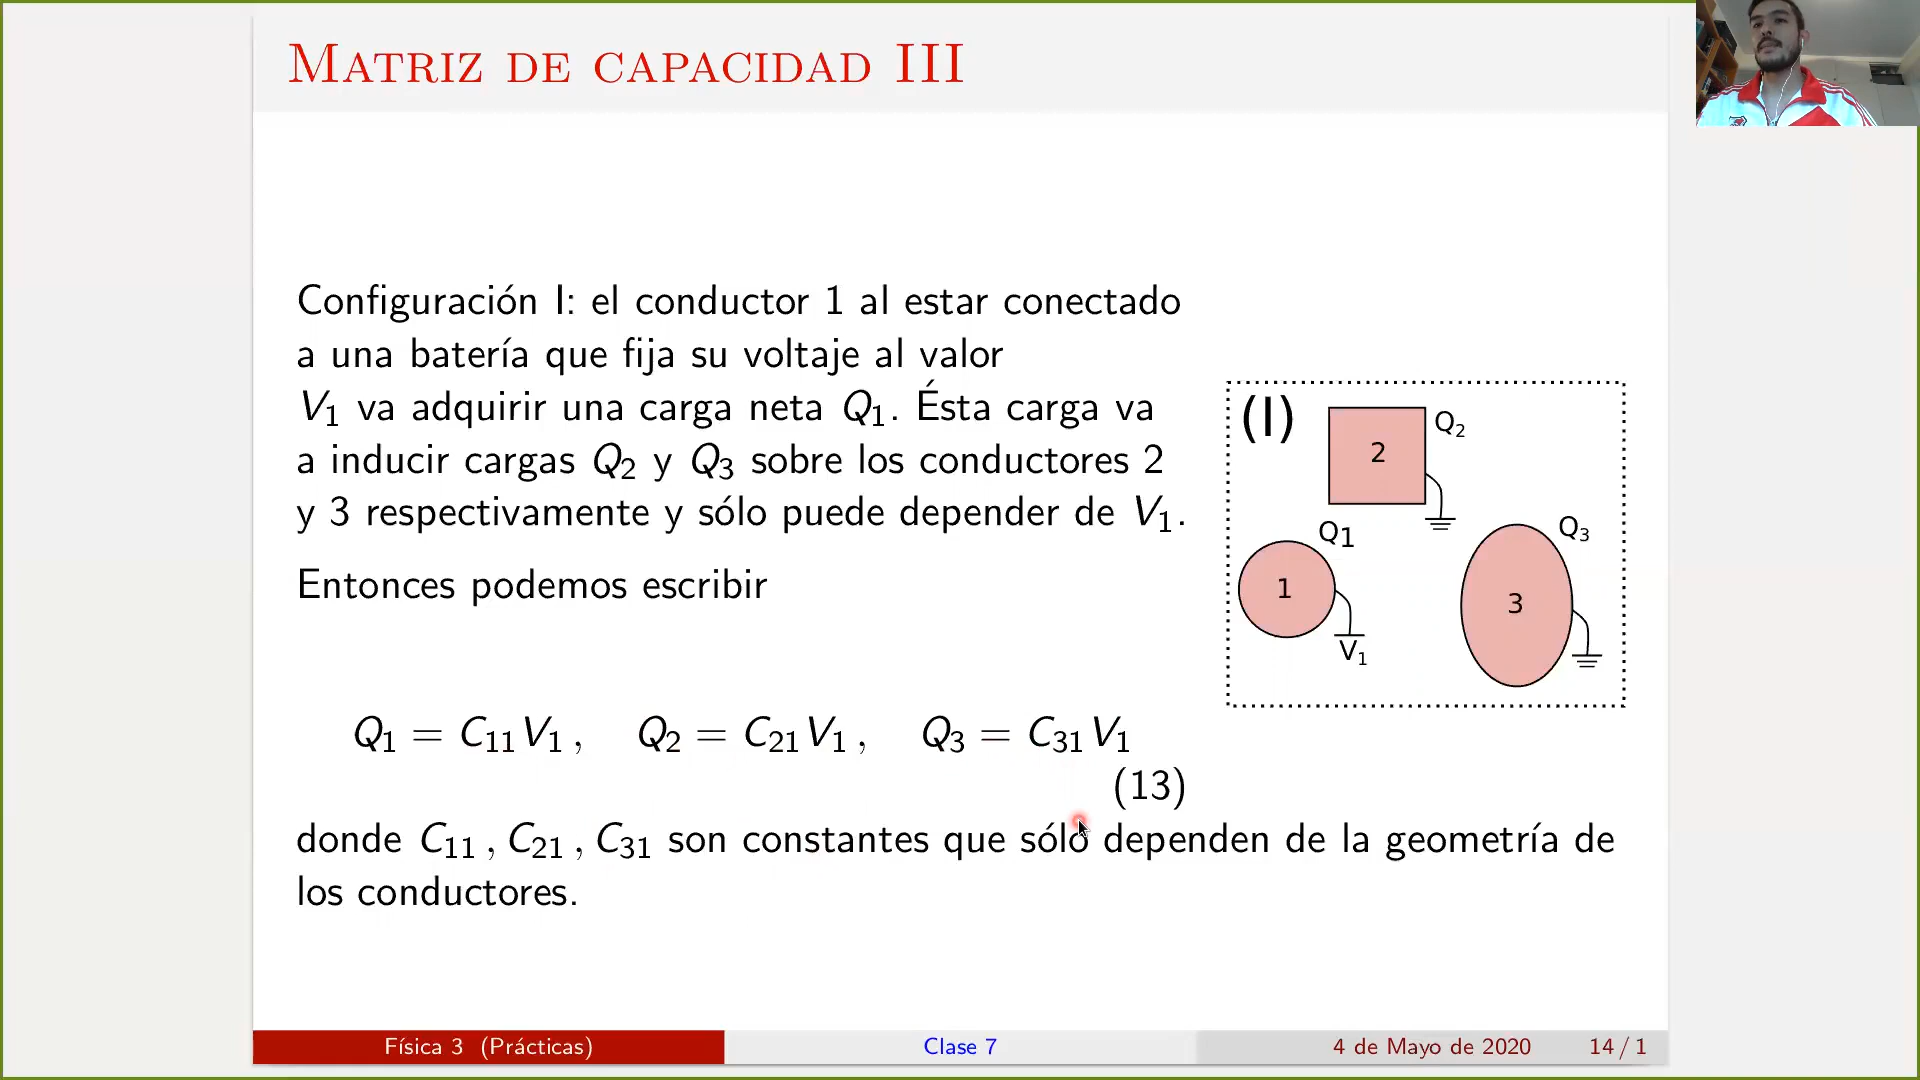 Matriz de capacidad III
Configuración I: el conductor 1 al estar conectado
a una batería que fija su voltaje al valor
V₁ va adquirir una carga neta Q₁. Ésta carga va
a inducir cargas Q₂ y Q₃ sobre los conductores 2
y 3 respectivamente y sólo puede depender de V₁.
Entonces podemos escribir
Q₁ = C₁₁V₁ , Q₂ = C₂₁V₁ , Q₃ = C₃₁V₁
(13)
donde C₁₁ , C₂₁ , C₃₁ son constantes que sólo dependen de la geometría de
los conductores.
(I)
2
Q₂
Q1
1
V₁
Q₃
3
Física 3 (Prácticas)
Clase 7
4 de Mayo de 2020
14 / 1